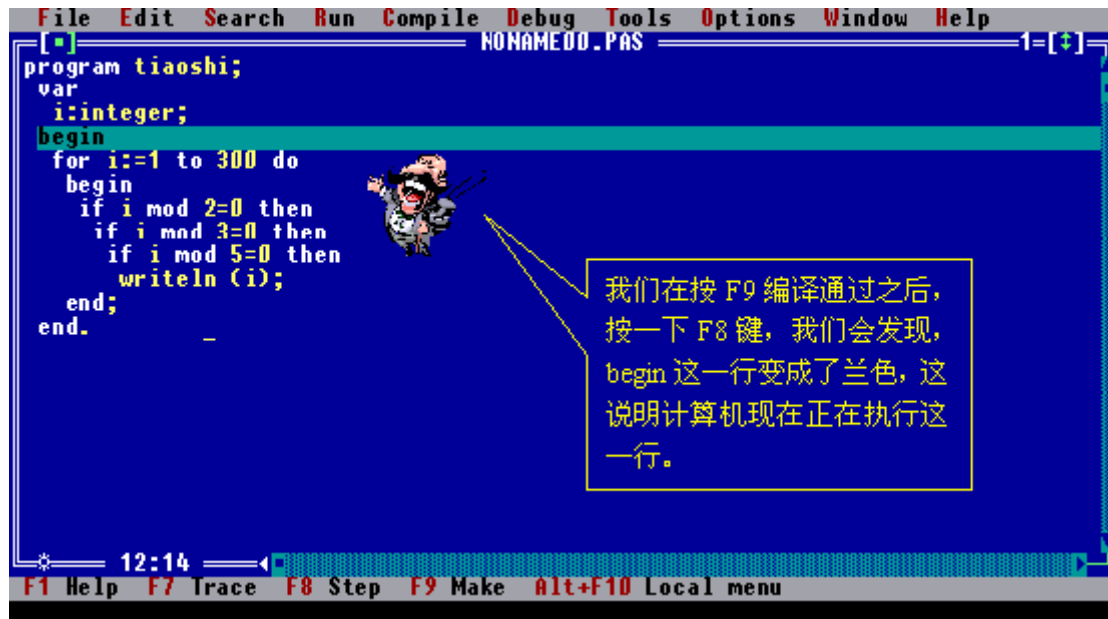 File Edit Search Run Compile Debug Tools Options Window Help
[■] NONAME00.PAS 1=[↕]
program tiaoshi;
var
i:integer;
begin
for i:=1 to 300 do
begin
if i mod 2=0 then
if i mod 3=0 then
if i mod 5=0 then
writeln (i);
end;
end.
我们在按 F9 编译通过之后，
按一下 F8 键，我们会发现，
begin 这一行变成了兰色，这
说明计算机现在正在执行这
一行。
12:14
F1 Help F7 Trace F8 Step F9 Make Alt+F10 Local menu